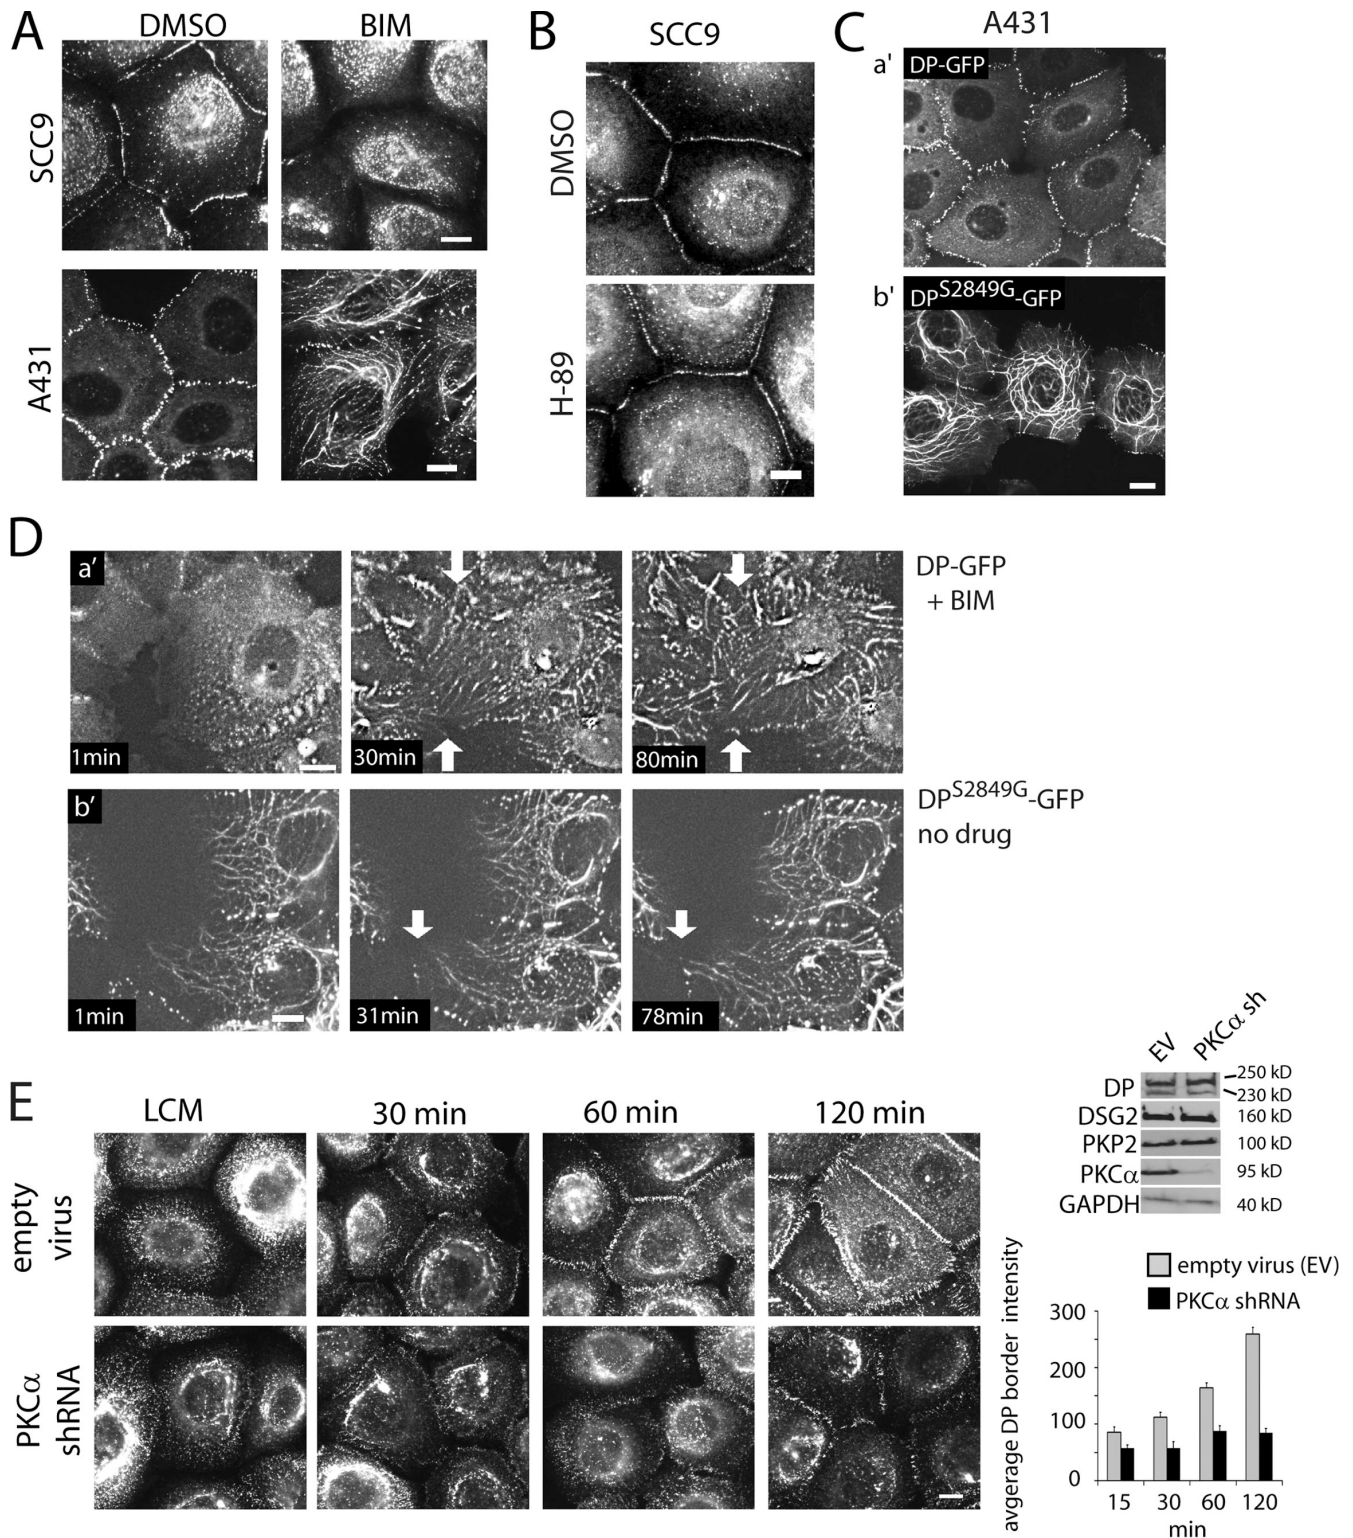 A
DMSO
BIM
SCC9
A431
B
SCC9
DMSO
H-89
C
A431
a'
DP-GFP
b'
DPS2849G-GFP
D
a'
1min
30min
80min
DP-GFP
+ BIM
b'
1min
31min
78min
DPS2849G-GFP
no drug
E
LCM
30 min
60 min
120 min
empty
virus
PKCα
shRNA
EV
PKCα sh
DP
250 kD
230 kD
DSG2
160 kD
PKP2
100 kD
PKCα
95 kD
GAPDH
40 kD
empty virus (EV)
PKCα shRNA
avgerage DP border intensity
300
200
100
0
15
30
60
120
min